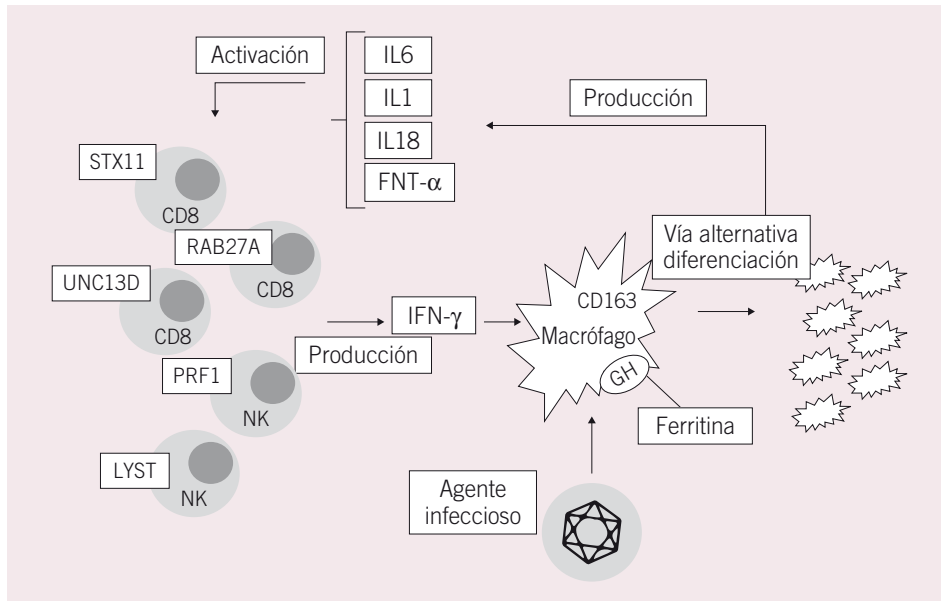 Activación
IL6
IL1
IL18
FNT-α
Producción
STX11
CD8
RAB27A
CD8
UNC13D
CD8
PRF1
NK
LYST
NK
IFN-γ
Producción
CD163
Macrófago
GH
Vía alternativa
diferenciación
Ferritina
Agente
infeccioso